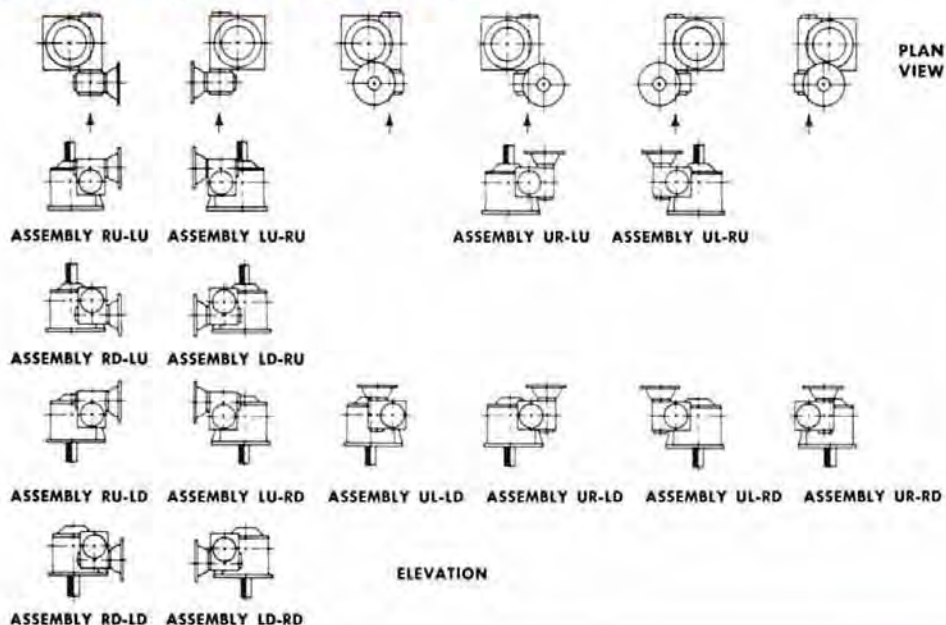 PLAN
VIEW
ASSEMBLY RU-LU ASSEMBLY LU-RU ASSEMBLY UR-LU ASSEMBLY UL-RU
ASSEMBLY RD-LU ASSEMBLY LD-RU
ASSEMBLY RU-LD ASSEMBLY LU-RD ASSEMBLY UL-LD ASSEMBLY UR-LD ASSEMBLY UL-RD ASSEMBLY UR-RD
ELEVATION
ASSEMBLY RD-LD ASSEMBLY LD-RD